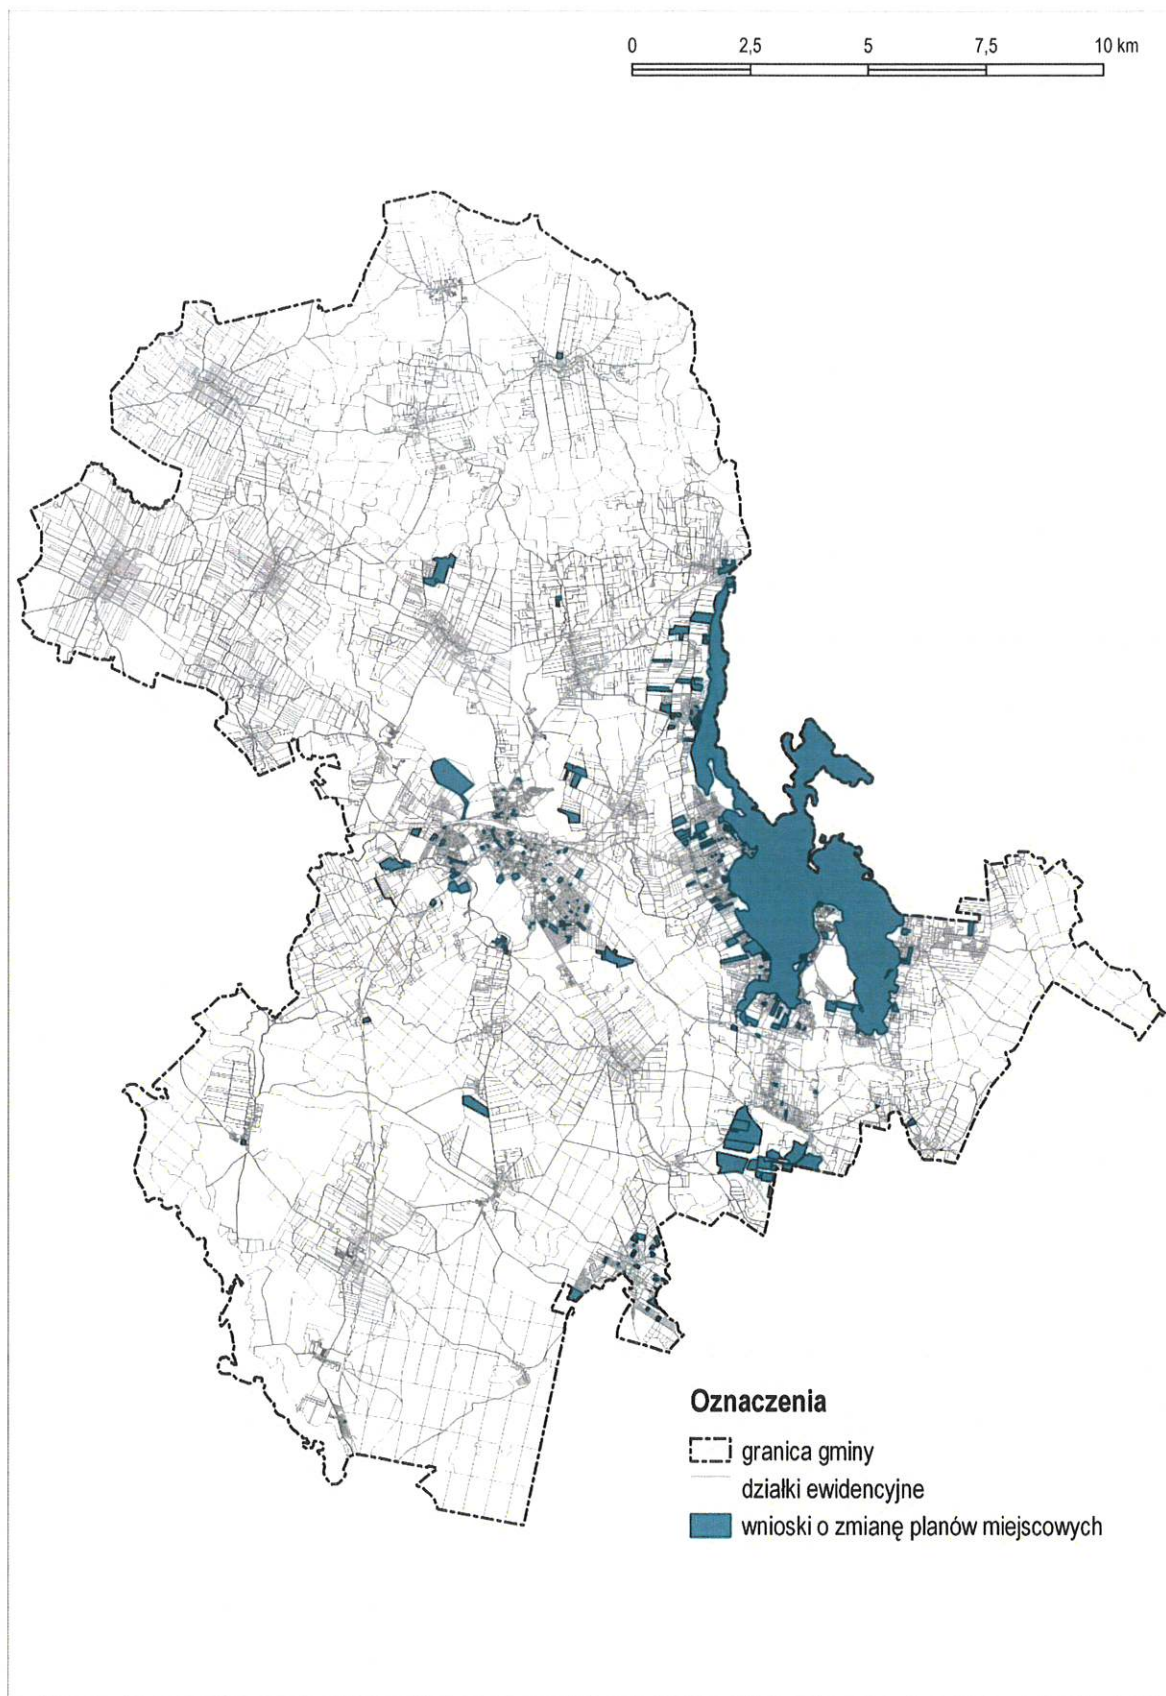 0 2,5 5 7,5 10 km
Oznaczenia
granica gminy
działki ewidencyjne
wnioski o zmianę planów miejscowych